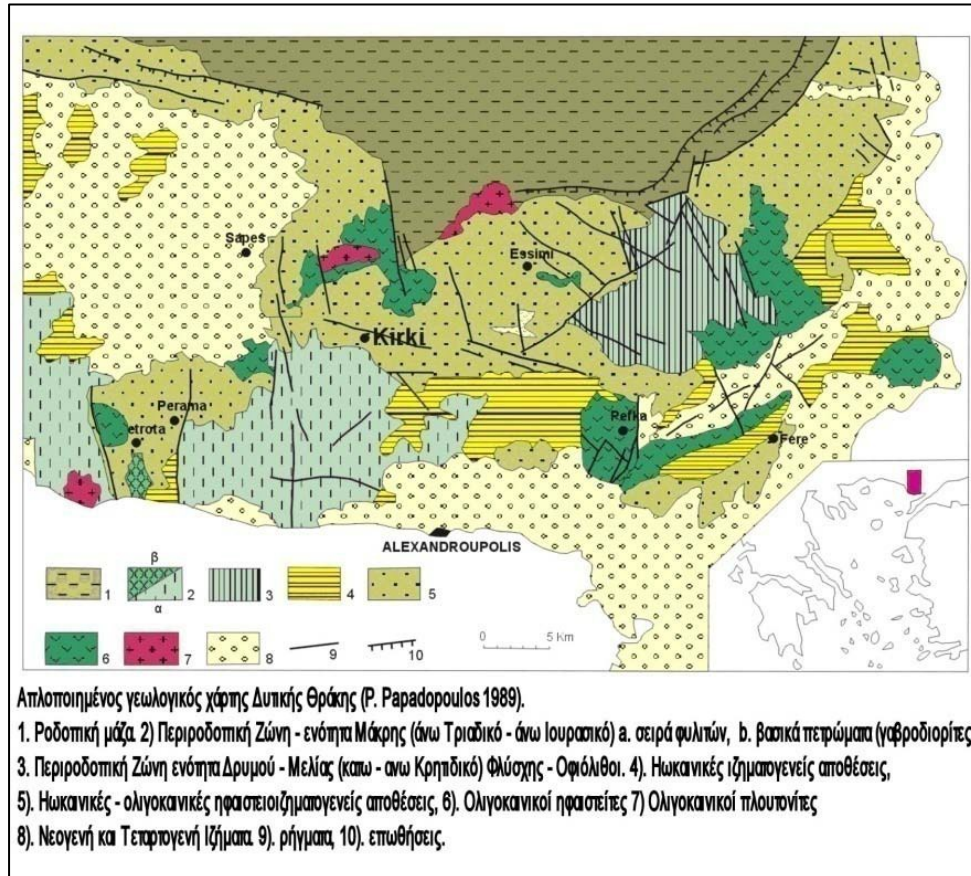 Sapes
Essimi
Kirki
Perama
etrota
Pefka
Fere
ALEXANDROUPOLIS
β
1 2 3 4 5
α
6 7 8 9 10
0 5 Km
Απλοποιημένος γεωλογικός χάρτης Δυτικής Θράκης (P. Papadopoulos 1989).
1. Ροδοπική μάζα. 2) Περιροδοπική Ζώνη - ενότητα Μάκρης (άνω Τριαδικό - άνω Ιουρασικό) a. σειρά φυλιτών, b. βασικά πετρώματα (γαβροδιορίτες
3. Περιροδοπική Ζώνη ενότητα Δρυμού - Μελίας (κατω - ανω Κρητιδικό) Φλύσχης - Οφιόλιθοι. 4). Ηωκαινικές ιζηματογενείς αποθέσεις,
5). Ηωκαινικές - ολιγοκαινικές ηφαιστειοιζηματογενείς αποθέσεις, 6). Ολιγοκαινικοί ηφαιστείτες 7) Ολιγοκαινικοί πλουτονίτες
8). Νεογενή και Τεταρτογενή Ιζήματα. 9). ρήγματα, 10). επωθήσεις.